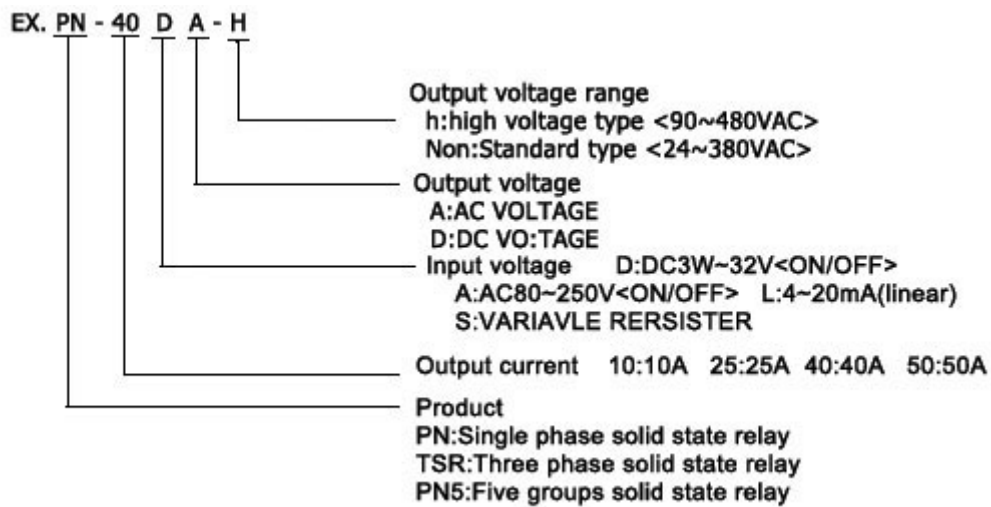 EX. PN - 40 D A - H
Output voltage range
h:high voltage type <90~480VAC>
Non:Standard type <24~380VAC>
Output voltage
A:AC VOLTAGE
D:DC VO:TAGE
Input voltage D:DC3W~32V<ON/OFF>
A:AC80~250V<ON/OFF> L:4~20mA(linear)
S:VARIAVLE RERSISTER
Output current 10:10A 25:25A 40:40A 50:50A
Product
PN:Single phase solid state relay
TSR:Three phase solid state relay
PN5:Five groups solid state relay